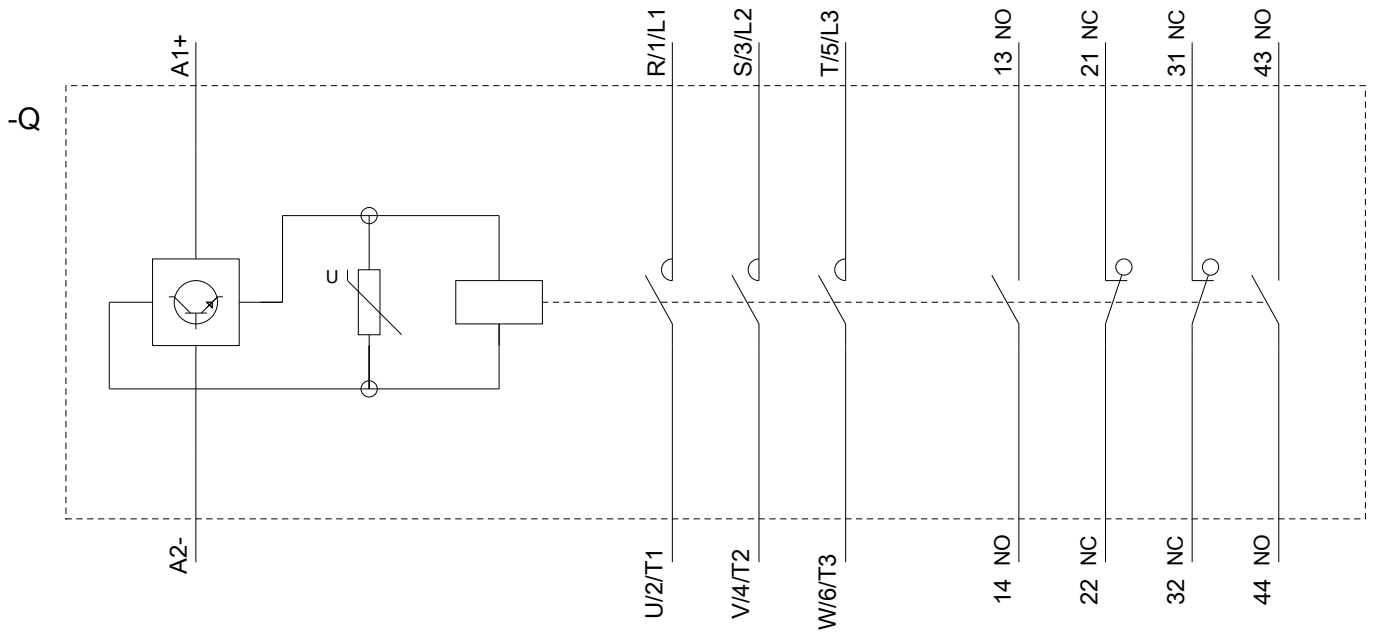 A1+
R/1/L1
S/3/L2
T/5/L3
13 NO
21 NC
31 NC
43 NO
-Q
U
A2-
U/2/T1
V/4/T2
W/6/T3
14 NO
22 NC
32 NC
44 NO